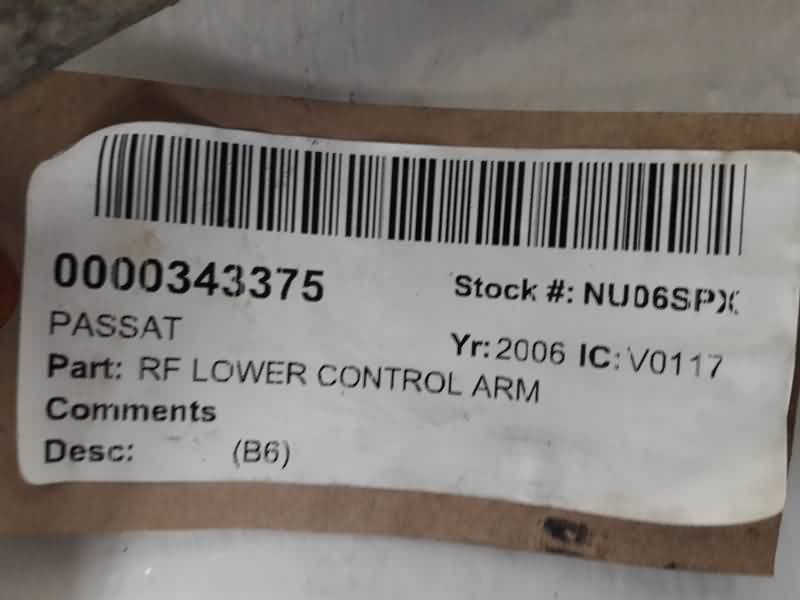 0000343375 Stock #: NU06SPX
PASSAT Yr: 2006 IC: V0117
Part: RF LOWER CONTROL ARM
Comments
Desc: (B6)